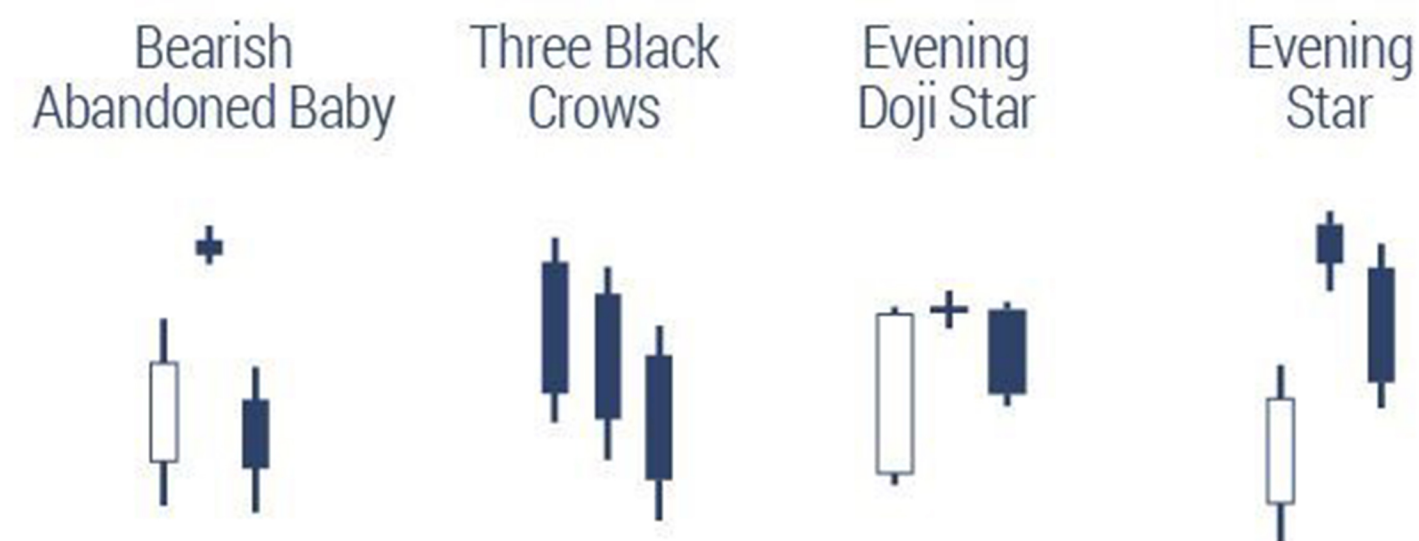 Bearish
Abandoned Baby
Three Black
Crows
Evening
Doji Star
Evening
Star